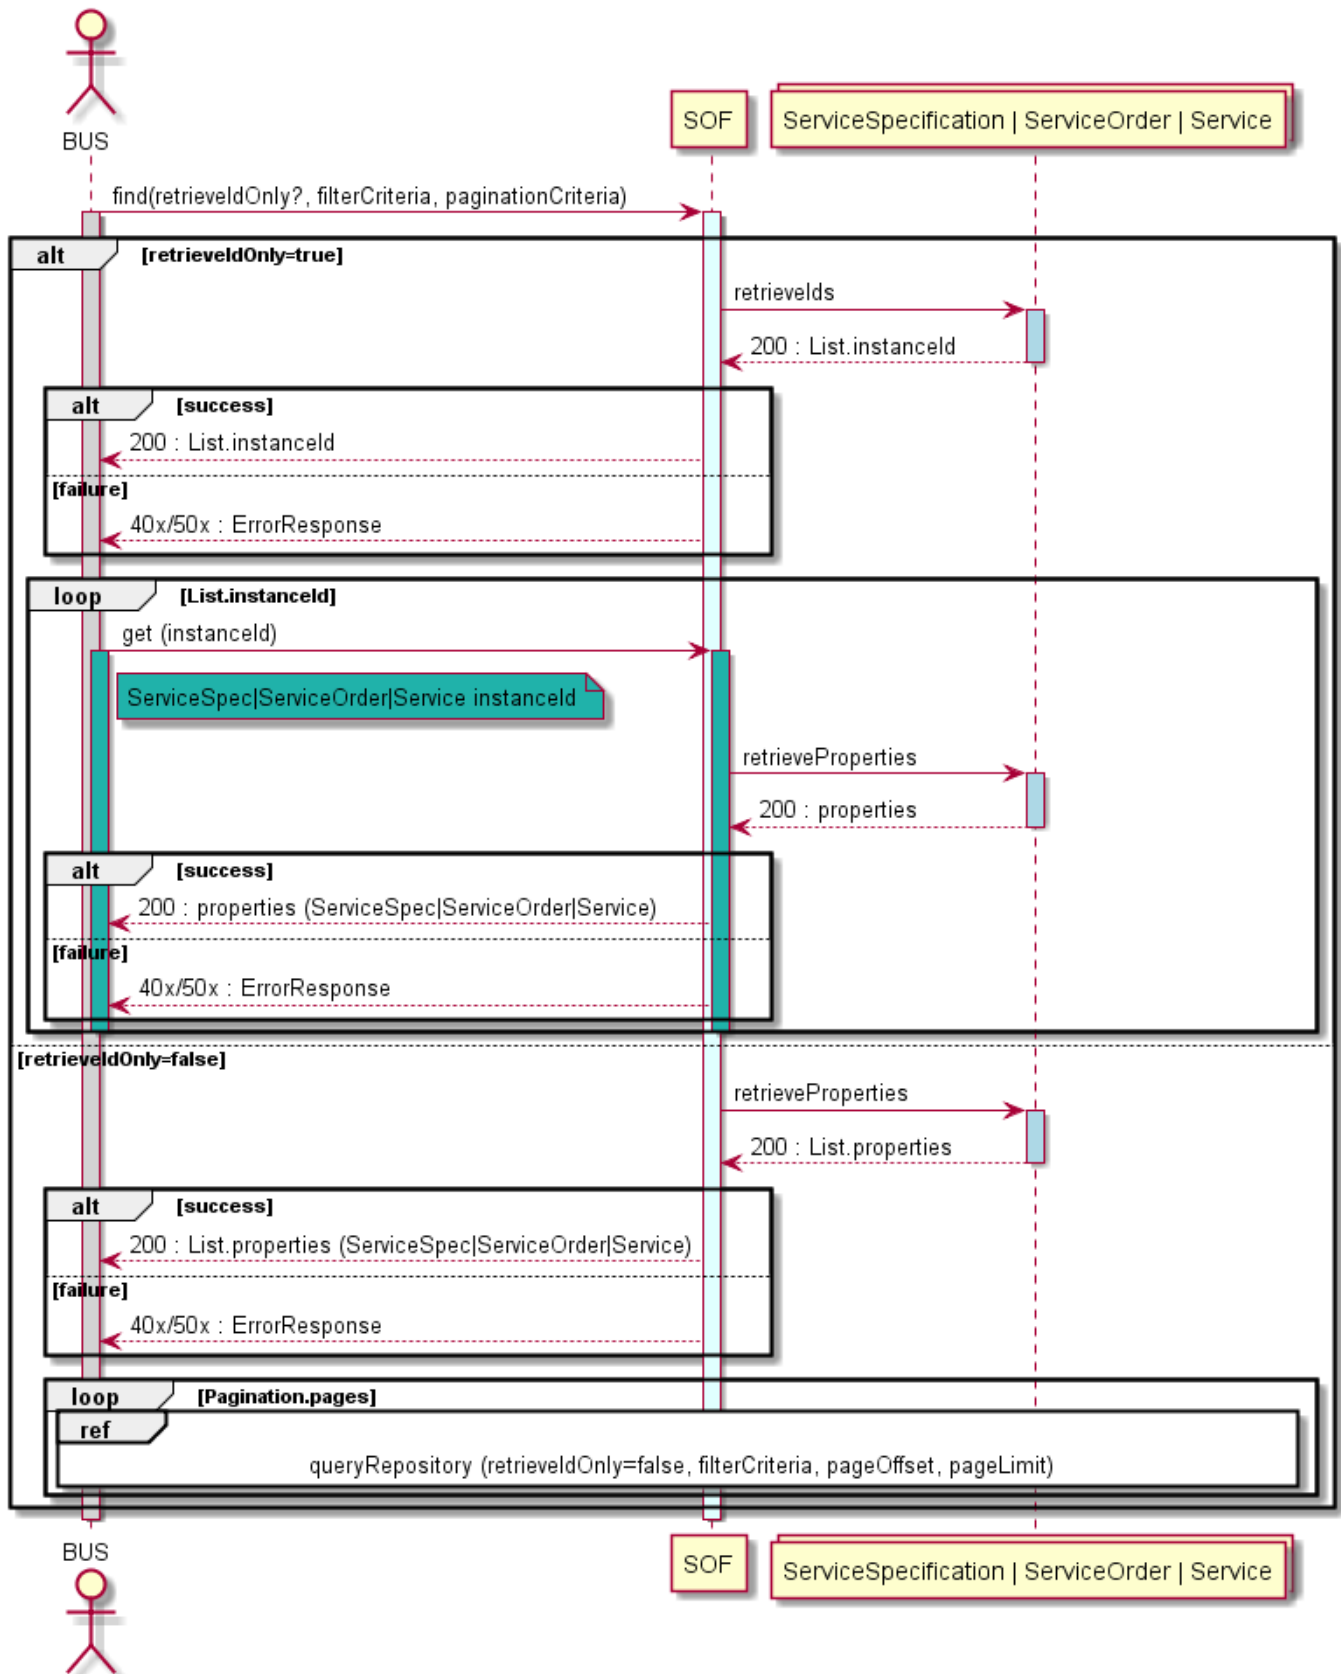 BUS
SOF
ServiceSpecification | ServiceOrder | Service
find(retrieveIdOnly?, filterCriteria, paginationCriteria)
alt [retrieveIdOnly=true]
retrieveIds
200 : List.instanceId
alt [success]
200 : List.instanceId
[failure]
40x/50x : ErrorResponse
loop [List.instanceId]
get (instanceId)
ServiceSpec|ServiceOrder|Service instanceId
retrieveProperties
200 : properties
alt [success]
200 : properties (ServiceSpec|ServiceOrder|Service)
[failure]
40x/50x : ErrorResponse
[retrieveIdOnly=false]
retrieveProperties
200 : List.properties
alt [success]
200 : List.properties (ServiceSpec|ServiceOrder|Service)
[failure]
40x/50x : ErrorResponse
loop [Pagination.pages]
ref
queryRepository (retrieveIdOnly=false, filterCriteria, pageOffset, pageLimit)
BUS
SOF
ServiceSpecification | ServiceOrder | Service